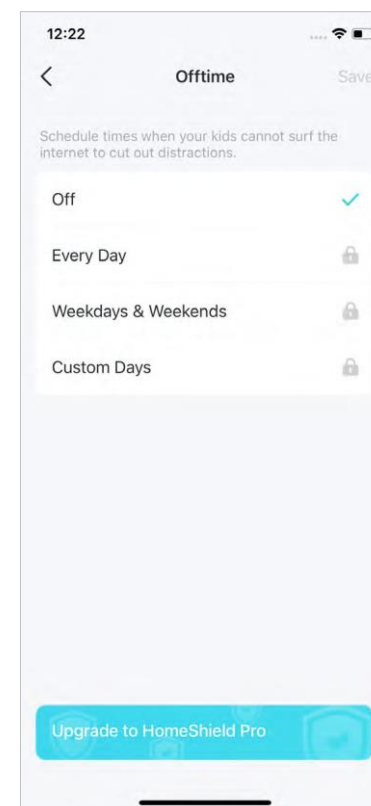 12:22
Offtime
Save
Schedule times when your kids cannot surf the
internet to cut out distractions.
Off
Every Day
Weekdays & Weekends
Custom Days
Upgrade to HomeShield Pro